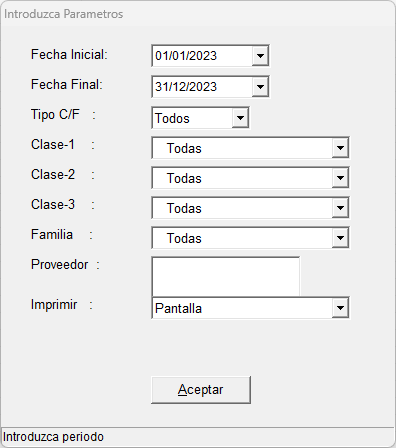 Introduzca Parametros
Fecha Inicial: 01/01/2023
Fecha Final: 31/12/2023
Tipo C/F : Todos
Clase-1 : Todas
Clase-2 : Todas
Clase-3 : Todas
Familia : Todas
Proveedor :
Imprimir : Pantalla
Aceptar
Introduzca periodo